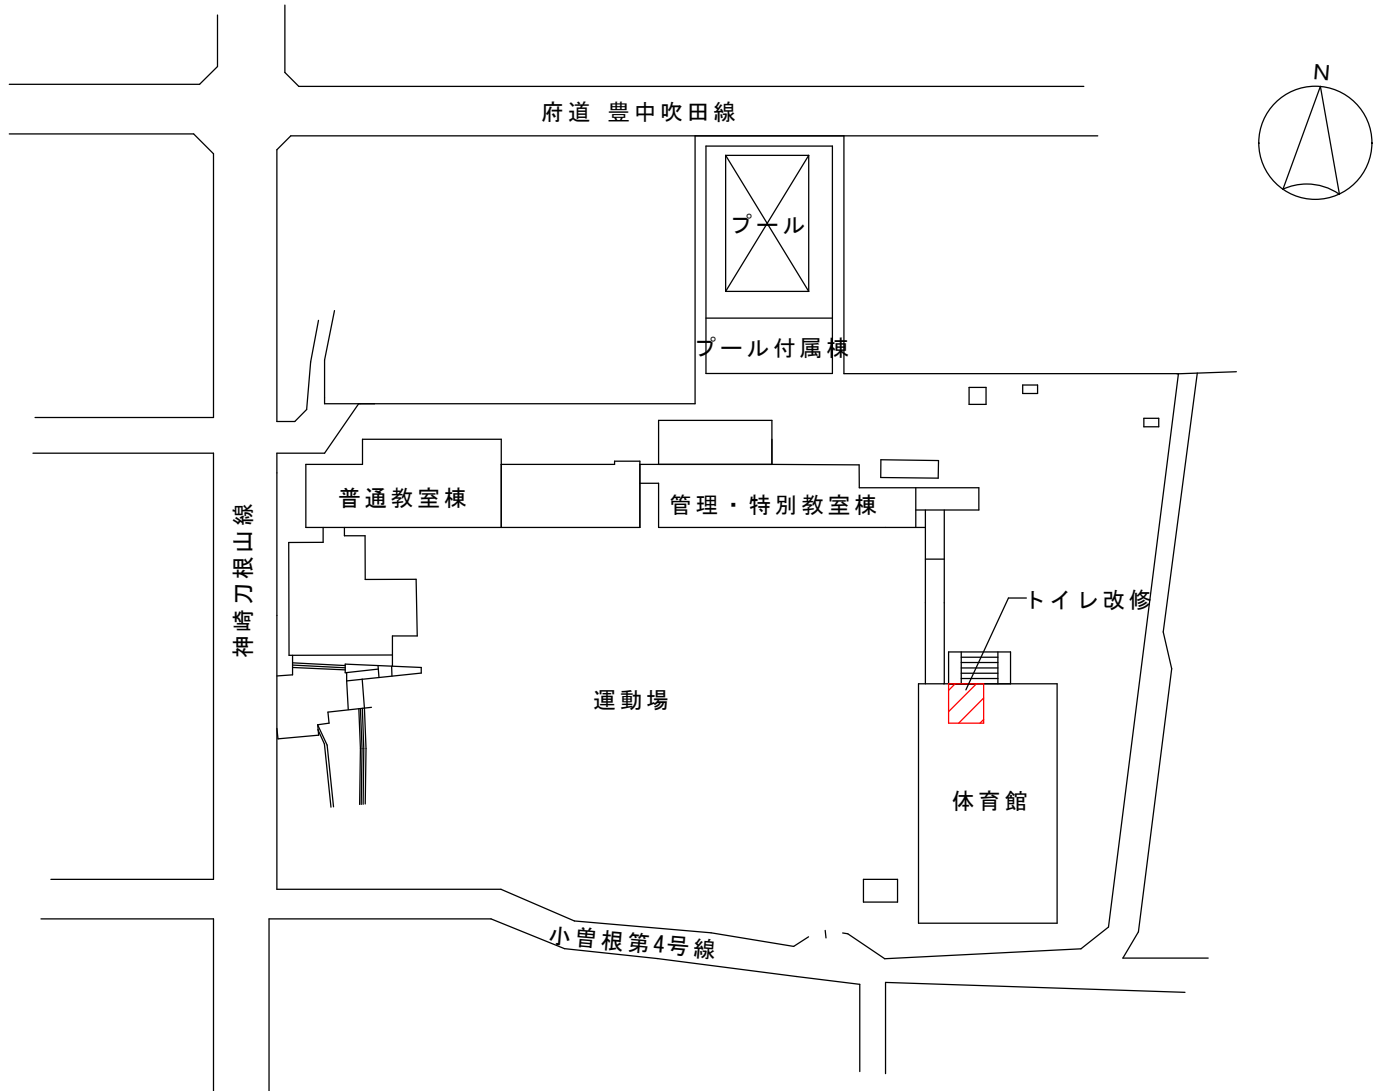 N
府道 豊中吹田線
プール
プール付属棟
普通教室棟
管理・特別教室棟
神崎刀根山線
トイレ改修
運動場
体育館
小曽根第4号線